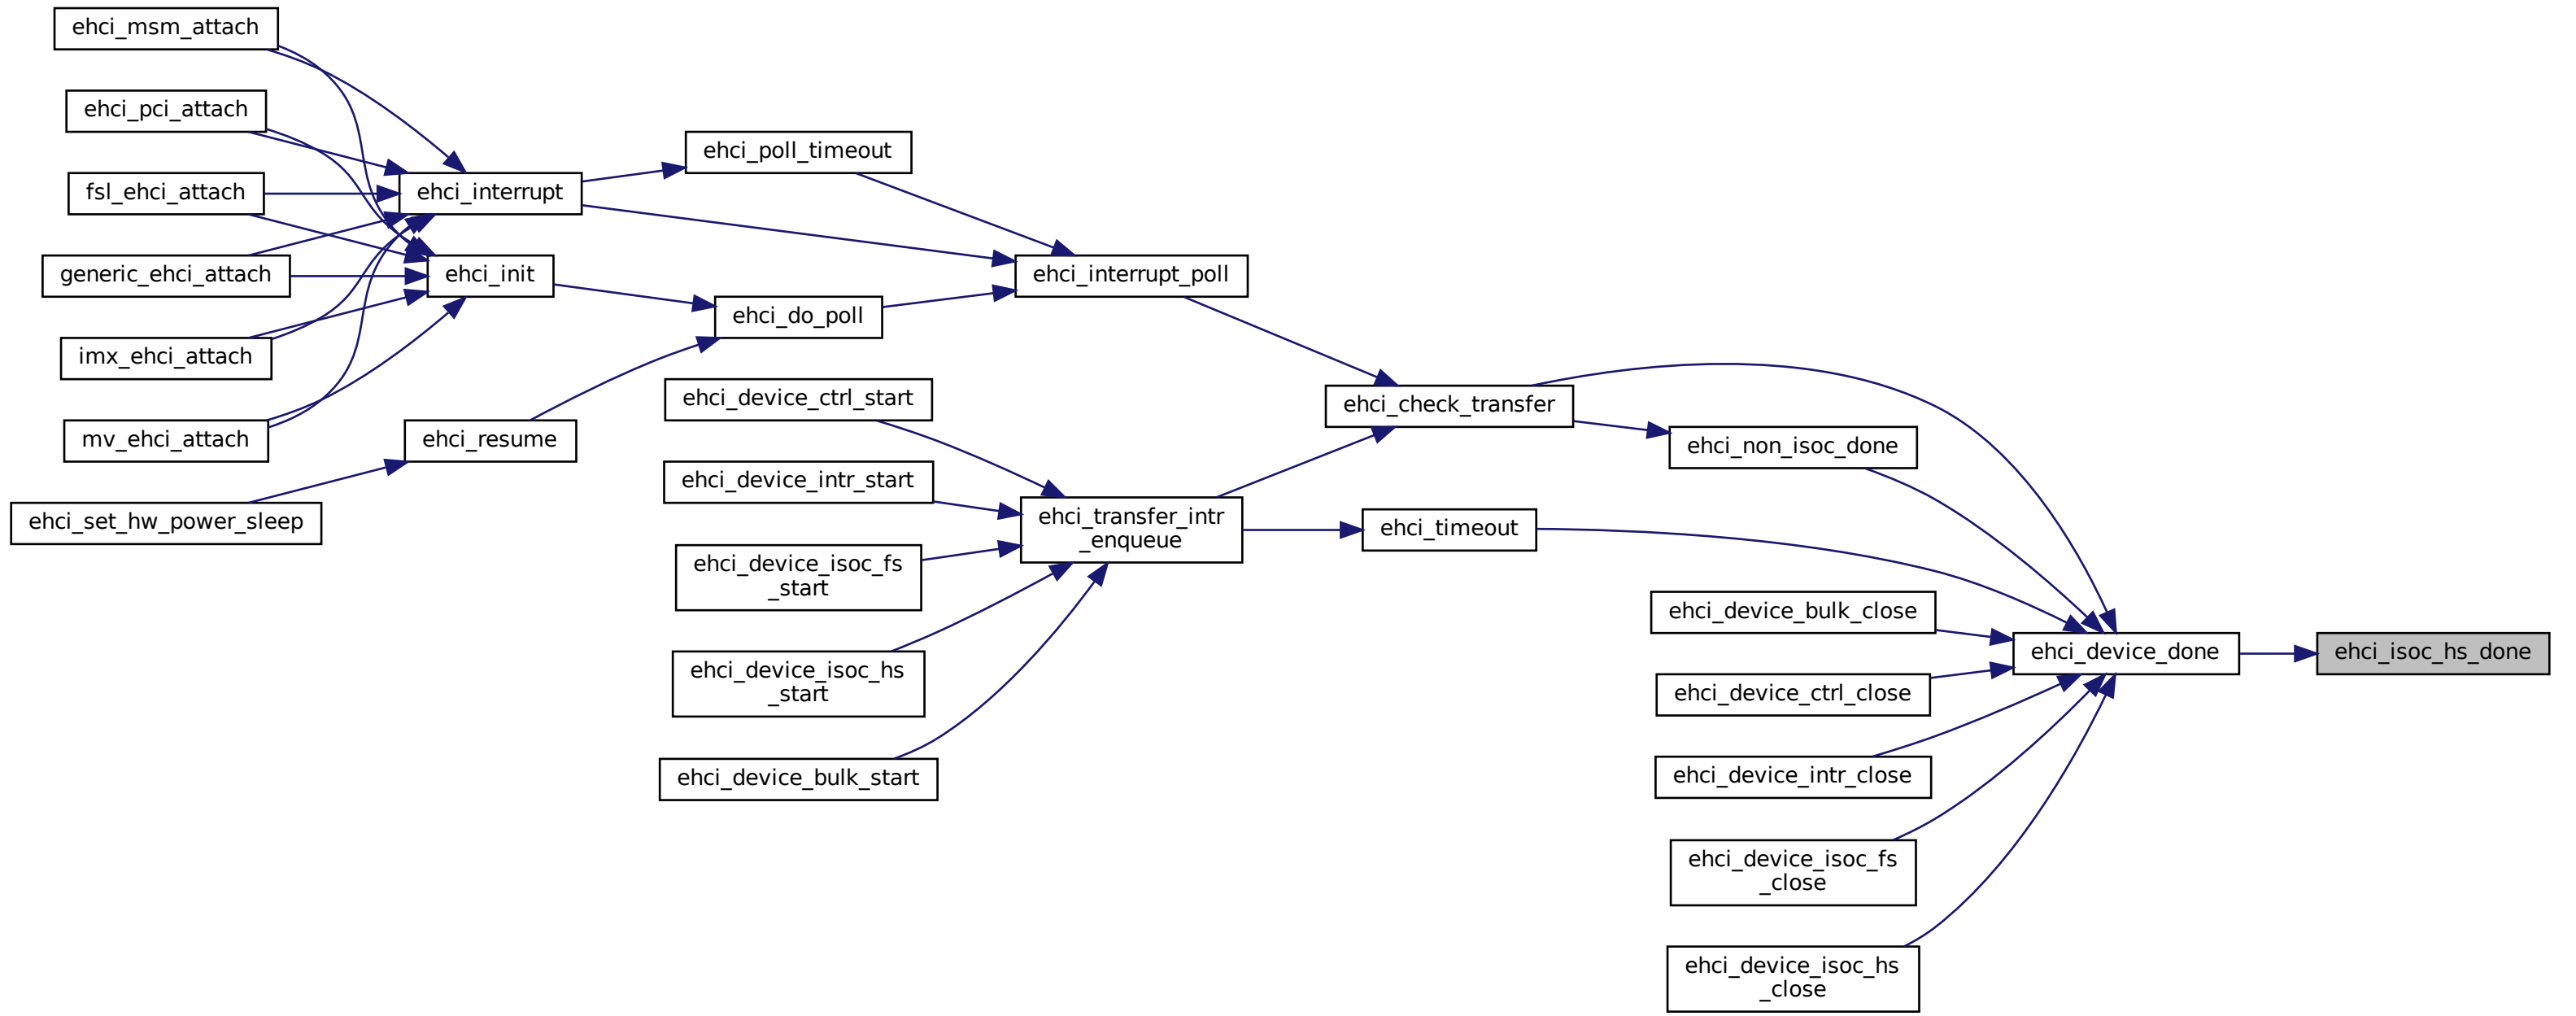 ehci_msm_attach
ehci_pci_attach
fsl_ehci_attach
generic_ehci_attach
imx_ehci_attach
mv_ehci_attach
ehci_set_hw_power_sleep
ehci_interrupt
ehci_init
ehci_resume
ehci_poll_timeout
ehci_do_poll
ehci_device_ctrl_start
ehci_device_intr_start
ehci_device_isoc_fs
_start
ehci_device_isoc_hs
_start
ehci_device_bulk_start
ehci_interrupt_poll
ehci_transfer_intr
_enqueue
ehci_check_transfer
ehci_timeout
ehci_non_isoc_done
ehci_device_bulk_close
ehci_device_ctrl_close
ehci_device_intr_close
ehci_device_isoc_fs
_close
ehci_device_isoc_hs
_close
ehci_device_done
ehci_isoc_hs_done